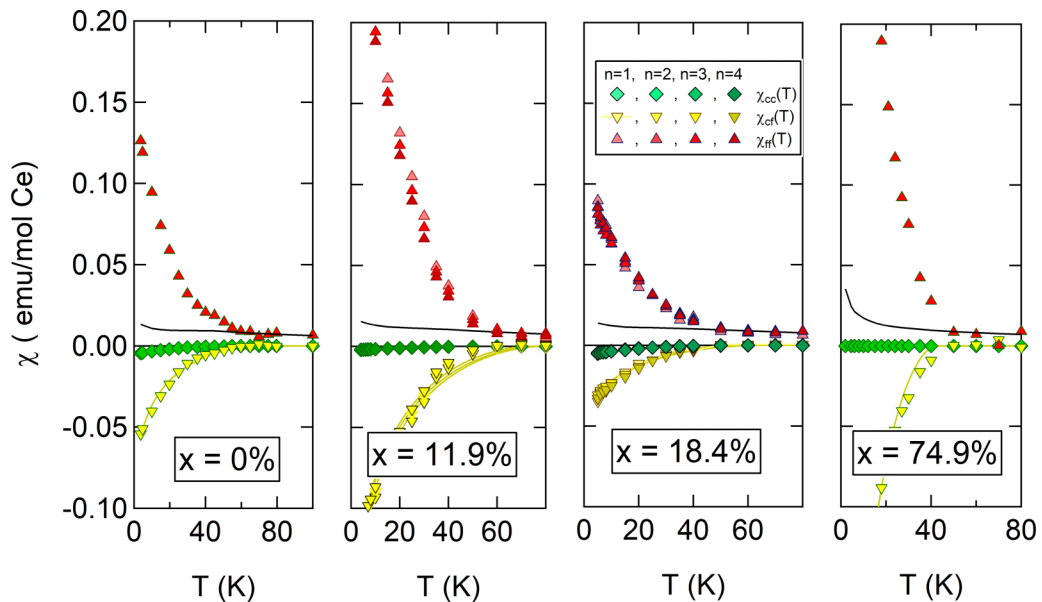 0.20
0.15
0.10
0.05
0.00
-0.05
-0.10
χ ( emu/mol Ce)
n=1, n=2, n=3, n=4
, , , χcc(T)
, , , χcf(T)
, , , χff(T)
x = 0%
x = 11.9%
x = 18.4%
x = 74.9%
0 40 80
0 20 40 60 80
0 20 40 60 80
0 40 80
T (K)
T (K)
T (K)
T (K)